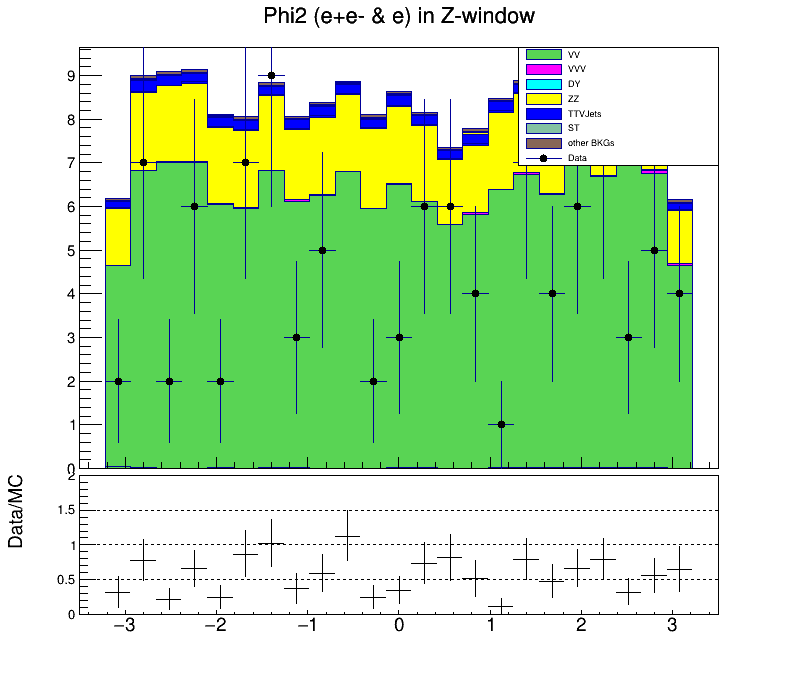 Phi2 (e+e- & e) in Z-window
VV
VVV
DY
ZZ
TTVJets
ST
other BKGs
Data
9
8
7
6
5
4
3
2
1
0
2
1.5
1
0.5
0
Data/MC
−3 −2 −1 0 1 2 3